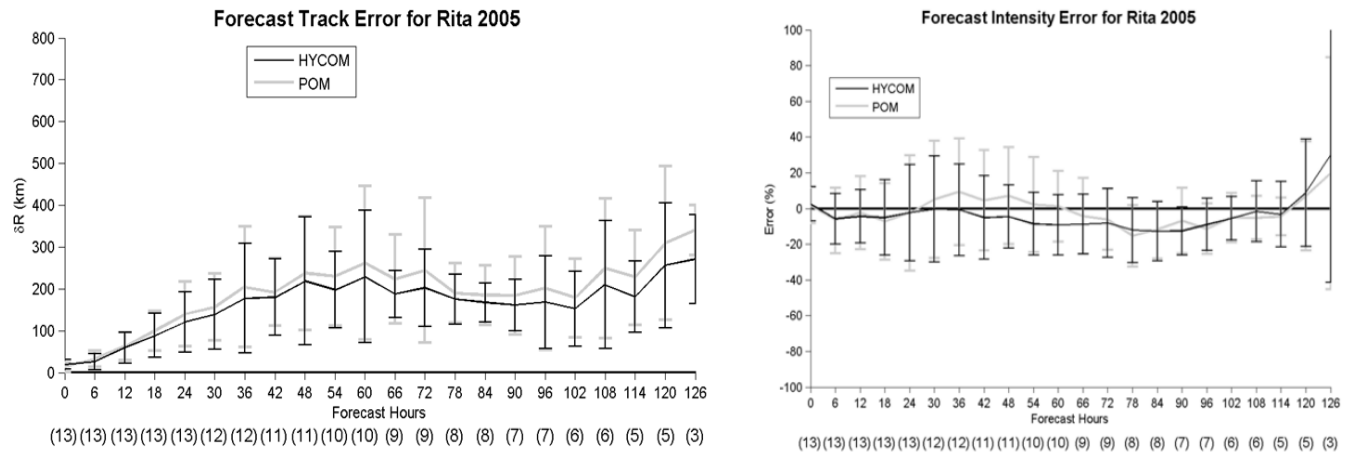 Forecast Track Error for Rita 2005
800
700
600
500
400
300
200
100
0
δR (km)
HYCOM
POM
0 6 12 18 24 30 36 42 48 54 60 66 72 78 84 90 96 102 108 114 120 126
Forecast Hours
(13) (13) (13) (13) (13) (12) (12) (11) (11) (10) (10) (9) (9) (8) (8) (7) (7) (6) (6) (5) (5) (3)
Forecast Intensity Error for Rita 2005
100
80
60
40
20
0
-20
-40
-60
-80
-100
Error (%)
HYCOM
POM
0 6 12 18 24 30 36 42 48 54 60 66 72 78 84 90 96 102 108 114 120 126
Forecast Hours
(13) (13) (13) (13) (13) (12) (12) (11) (11) (10) (10) (9) (9) (8) (8) (7) (7) (6) (6) (5) (5) (3)